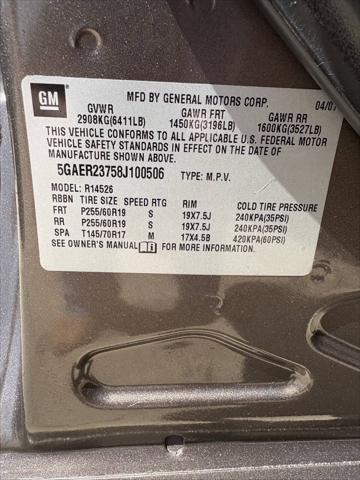 GM
MFD BY GENERAL MOTORS CORP. 04/07
GVWR GAWR FRT GAWR RR
2908KG(6411LB) 1450KG(3196LB) 1600KG(3527LB)
THIS VEHICLE CONFORMS TO ALL APPLICABLE U.S. FEDERAL MOTOR
VEHICLE SAFETY STANDARDS IN EFFECT ON THE DATE OF
MANUFACTURE SHOWN ABOVE.
5GAER23758J100506 TYPE: M.P.V.
MODEL: R14526
RBBN TIRE SIZE SPEED RTG RIM COLD TIRE PRESSURE
FRT P255/60R19 S 19X7.5J 240KPA(35PSI)
RR P255/60R19 S 19X7.5J 240KPA(35PSI)
SPA T145/70R17 M 17X4.5B 420KPA(60PSI)
SEE OWNER'S MANUAL FOR MORE INFORMATION.